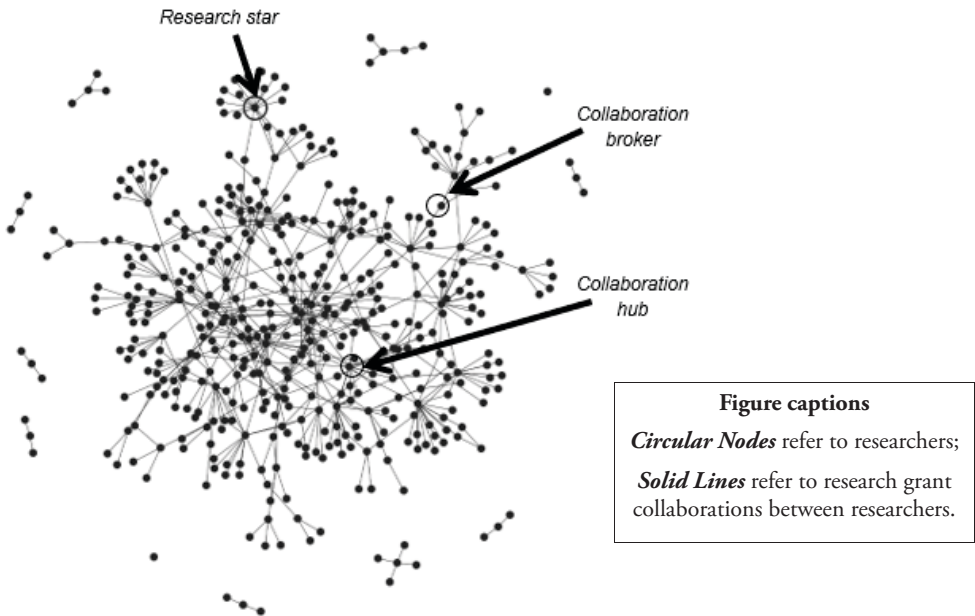 Research star
Collaboration
broker
Collaboration
hub
Figure captions
Circular Nodes refer to researchers;
Solid Lines refer to research grant
collaborations between researchers.